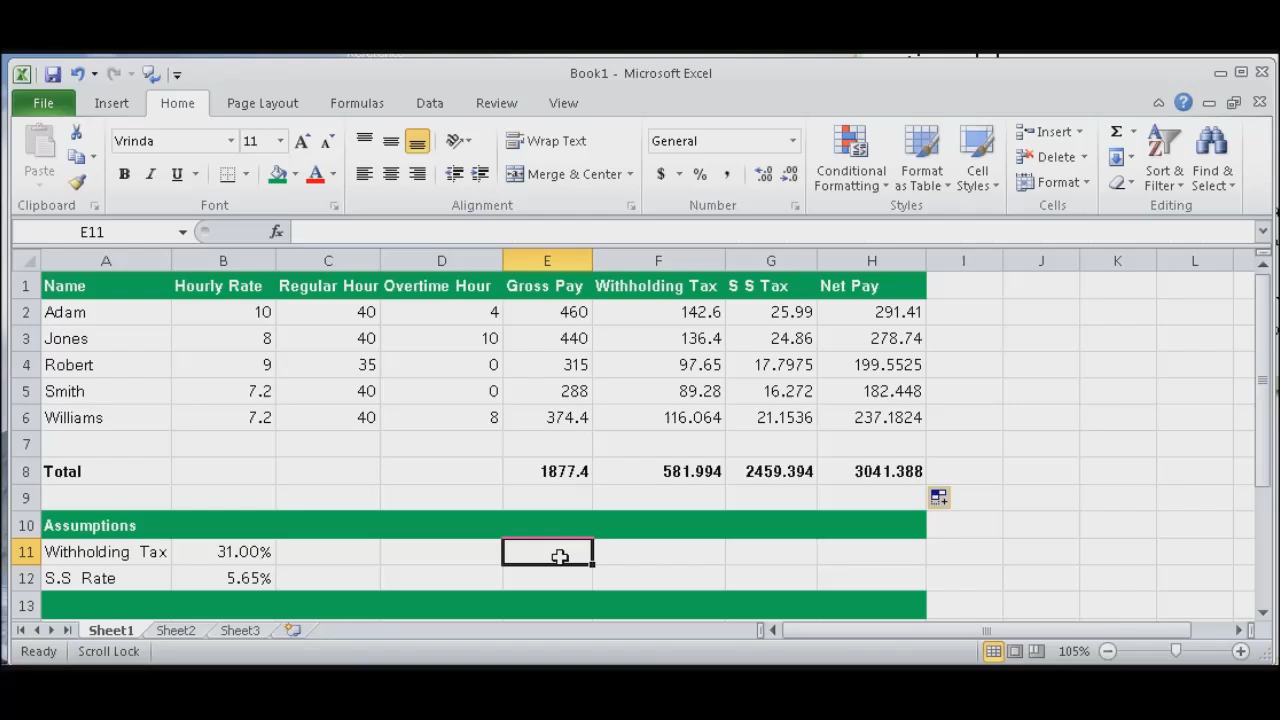 Book1 - Microsoft Excel
File Insert Home Page Layout Formulas Data Review View
Paste
Vrinda 11
B I U
Wrap Text
Merge & Center
General
$ % ,
Conditional Formatting
Format as Table
Cell Styles
Insert
Delete
Format
Σ
Sort & Filter
Find & Select
Clipboard Font Alignment Number Styles Cells Editing
E11 fx
A B C D E F G H I J K L
1 Name Hourly Rate Regular Hour Overtime Hour Gross Pay Withholding Tax S S Tax Net Pay
2 Adam 10 40 4 460 142.6 25.99 291.41
3 Jones 8 40 10 440 136.4 24.86 278.74
4 Robert 9 35 0 315 97.65 17.7975 199.5525
5 Smith 7.2 40 0 288 89.28 16.272 182.448
6 Williams 7.2 40 8 374.4 116.064 21.1536 237.1824
7
8 Total 1877.4 581.994 2459.394 3041.388
9
10 Assumptions
11 Withholding Tax 31.00%
12 S.S Rate 5.65%
13
Sheet1 Sheet2 Sheet3
Ready Scroll Lock 105%